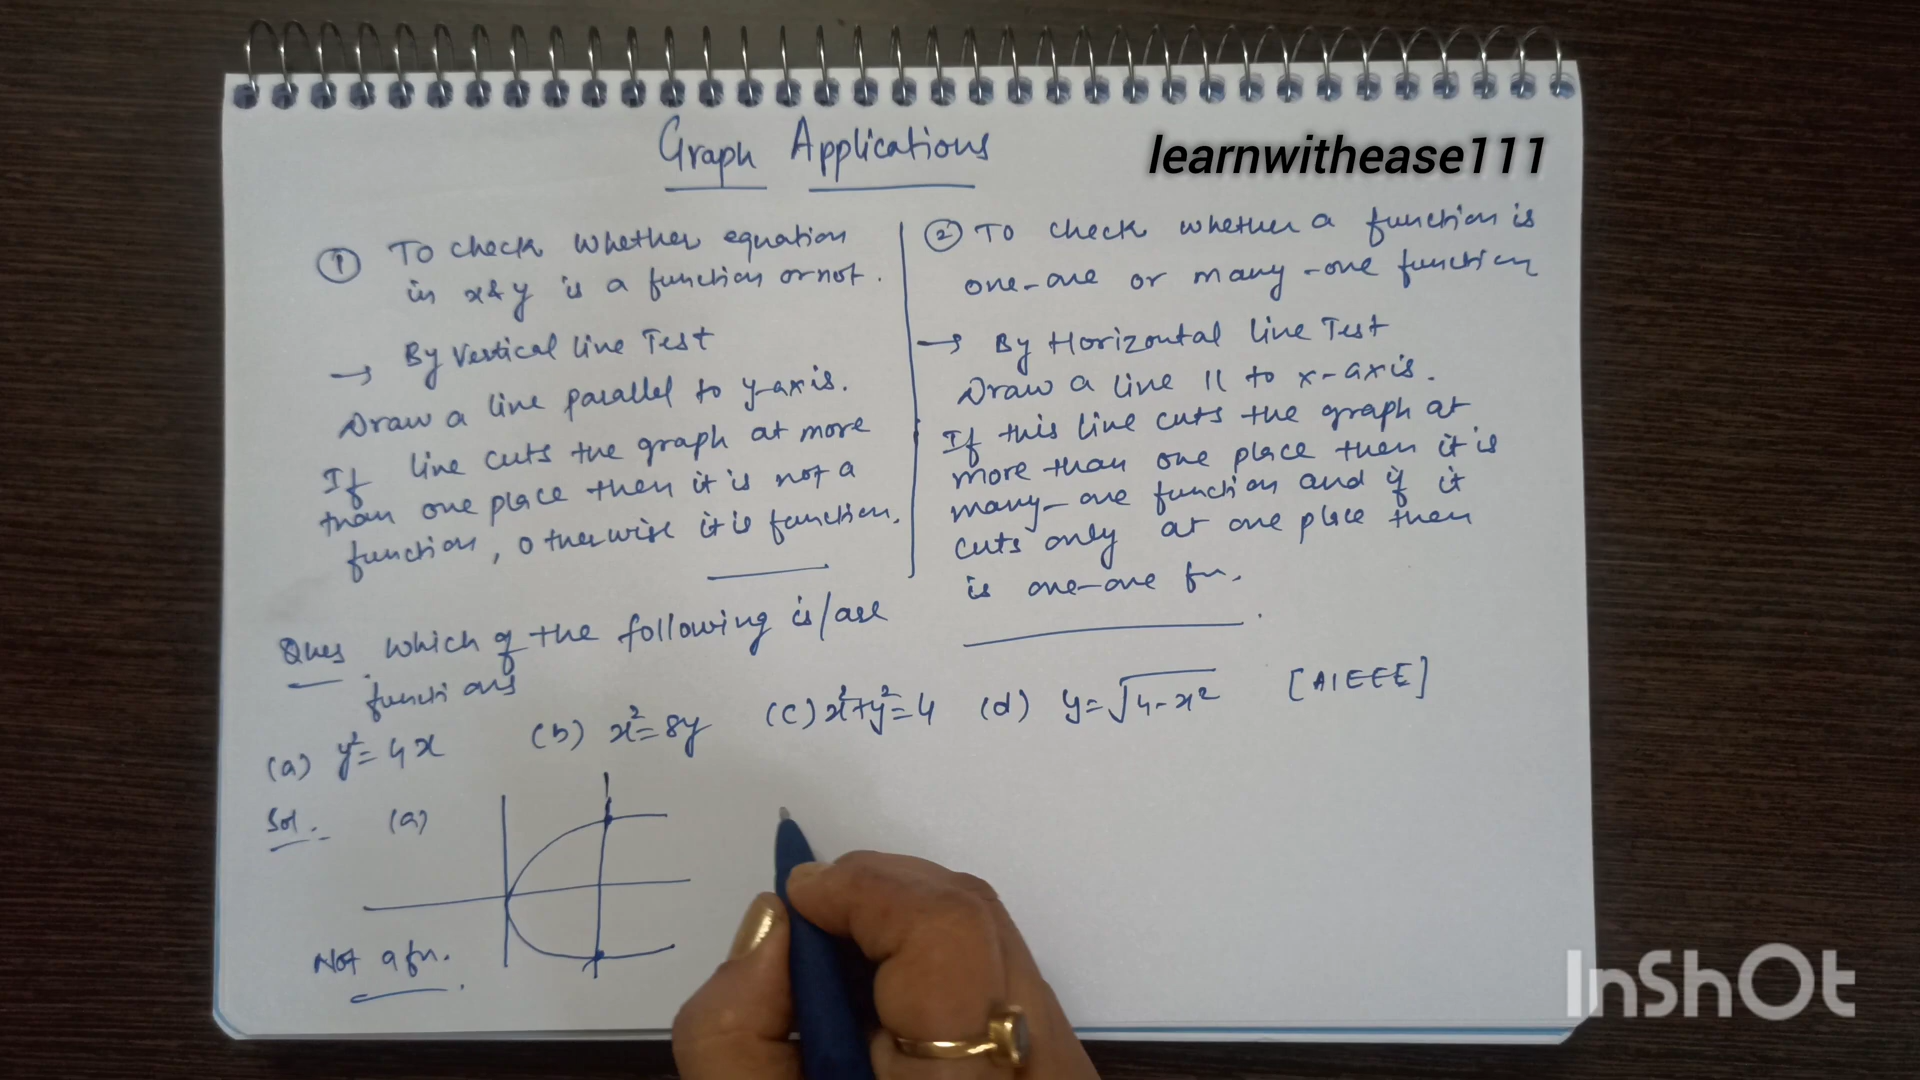 Graph Applications
learnwithease111
① To check whether equation
in x & y is a function or not.
→ By Vertical line Test
Draw a line parallel to y-axis.
If line cuts the graph at more
than one place then it is not a
function, otherwise it is function.
② To check whether a function is
one-one or many-one function
→ By Horizontal line Test
Draw a line || to x-axis.
If this line cuts the graph at
more than one place then it is
many-one function and if it
cuts only at one place then
is one-one fn.
Ques. which of the following is/are
functions
(a) y²=4x (b) x²=8y (c) x²+y²=4 (d) y=√4-x² [AIEEE]
Sol. (a)
Not a fn.
InShOt